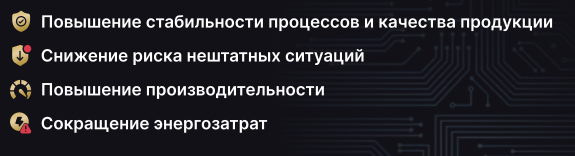 Повышение стабильности процессов и качества продукции
Снижение риска нештатных ситуаций
Повышение производительности
Сокращение энергозатрат